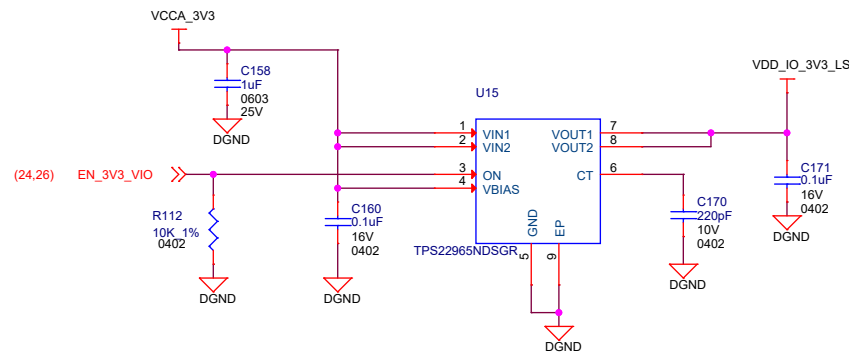 VCCA_3V3
C158
1uF
0603
25V
DGND
U15
VDD_IO_3V3_LS
1
VIN1
2
VIN2
3
ON
4
VBIAS
VOUT1
7
VOUT2
8
CT
6
GND
EP
5
9
TPS22965NDSGR
(24,26)
EN_3V3_VIO
R112
10K_1%
0402
DGND
C160
0.1uF
16V
0402
DGND
C170
220pF
10V
0402
DGND
C171
0.1uF
16V
0402
DGND
DGND